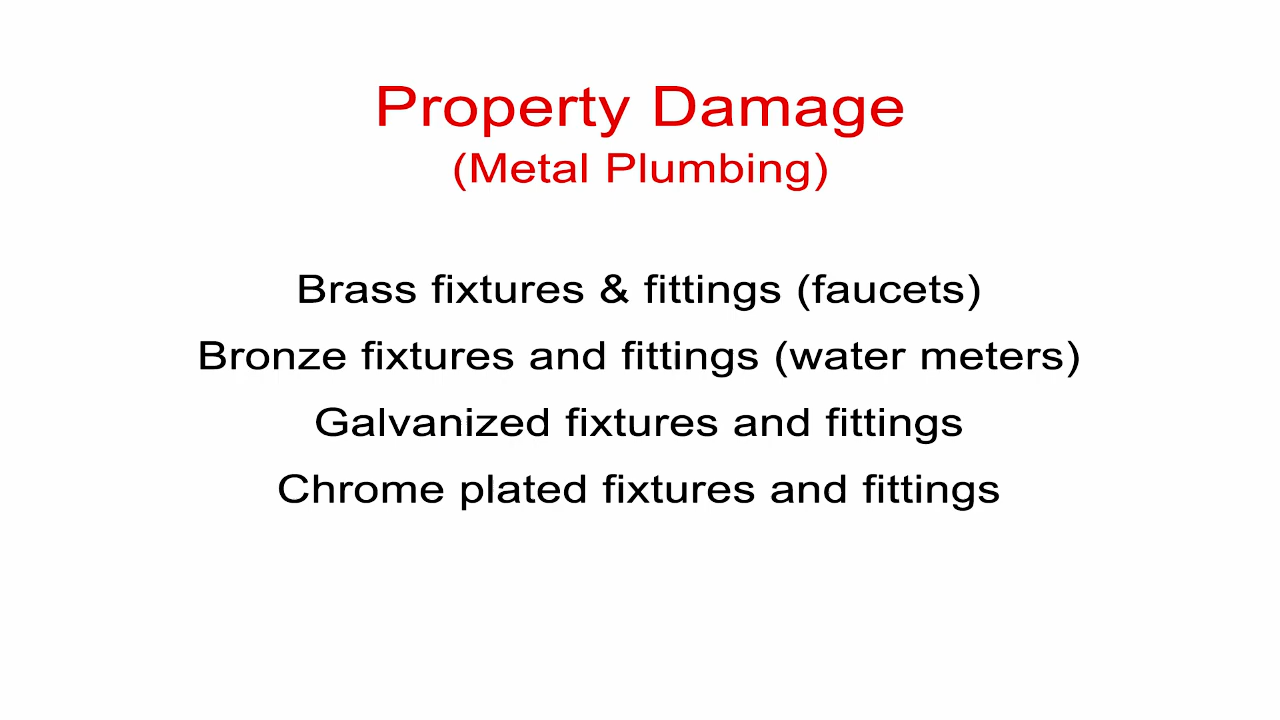 Property Damage
(Metal Plumbing)
Brass fixtures & fittings (faucets)
Bronze fixtures and fittings (water meters)
Galvanized fixtures and fittings
Chrome plated fixtures and fittings